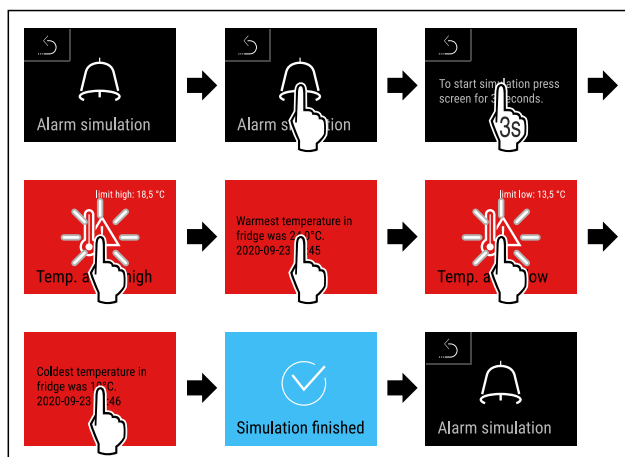 Alarm simulation
Alarm
To start simulation press
screen for 3 seconds.
3s
limit high: 18,5 °C
Temp. high
Warmest temperature in
fridge was
2020-09-23 45
limit low: 13,5 °C
Temp.
Coldest temperature in
fridge was
2020-09-23 46
Simulation finished
Alarm simulation